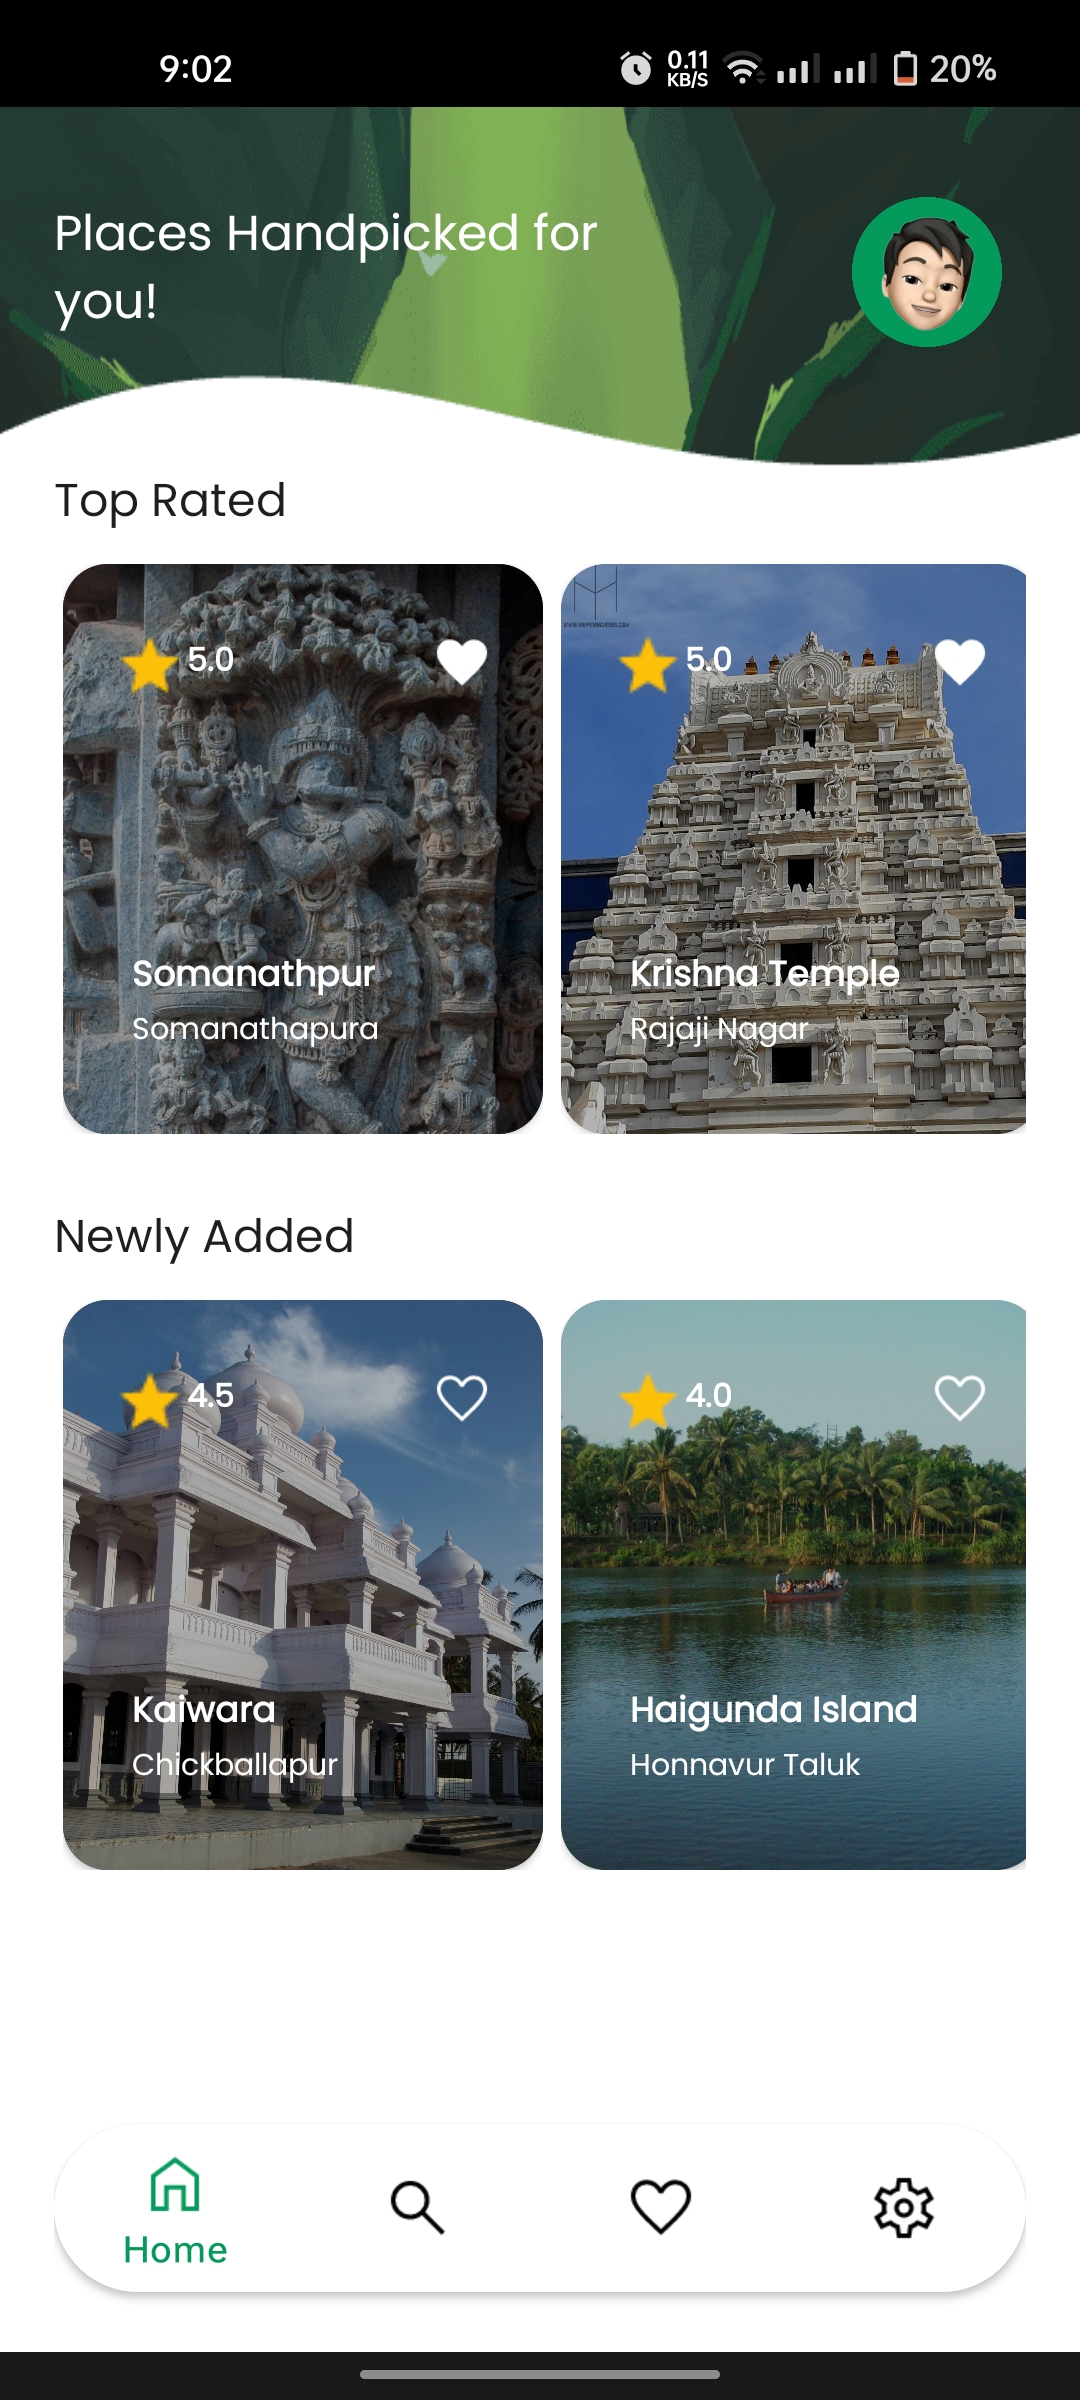 9:02
0.11
KB/S
20%
Places Handpicked for
you!
Top Rated
5.0
Somanathpur
Somanathapura
5.0
Krishna Temple
Rajaji Nagar
Newly Added
4.5
Kaiwara
Chickballapur
4.0
Haigunda Island
Honnavur Taluk
Home